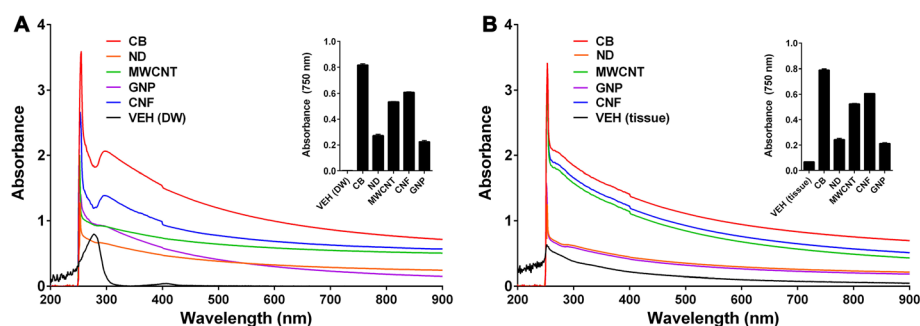 A
Absorbance
4
3
2
1
0
200 300 400 500 600 700 800 900
Wavelength (nm)
CB
ND
MWCNT
GNP
CNF
VEH (DW)
Absorbance (750 nm)
1.0
0.8
0.6
0.4
0.2
0.0
VEH (DW) CB ND MWCNT CNF GNP
B
Absorbance
4
3
2
1
0
200 300 400 500 600 700 800 900
Wavelength (nm)
CB
ND
MWCNT
GNP
CNF
VEH (tissue)
Absorbance (750 nm)
1.0
0.8
0.6
0.4
0.2
0.0
VEH (tissue) CB ND MWCNT CNF GNP